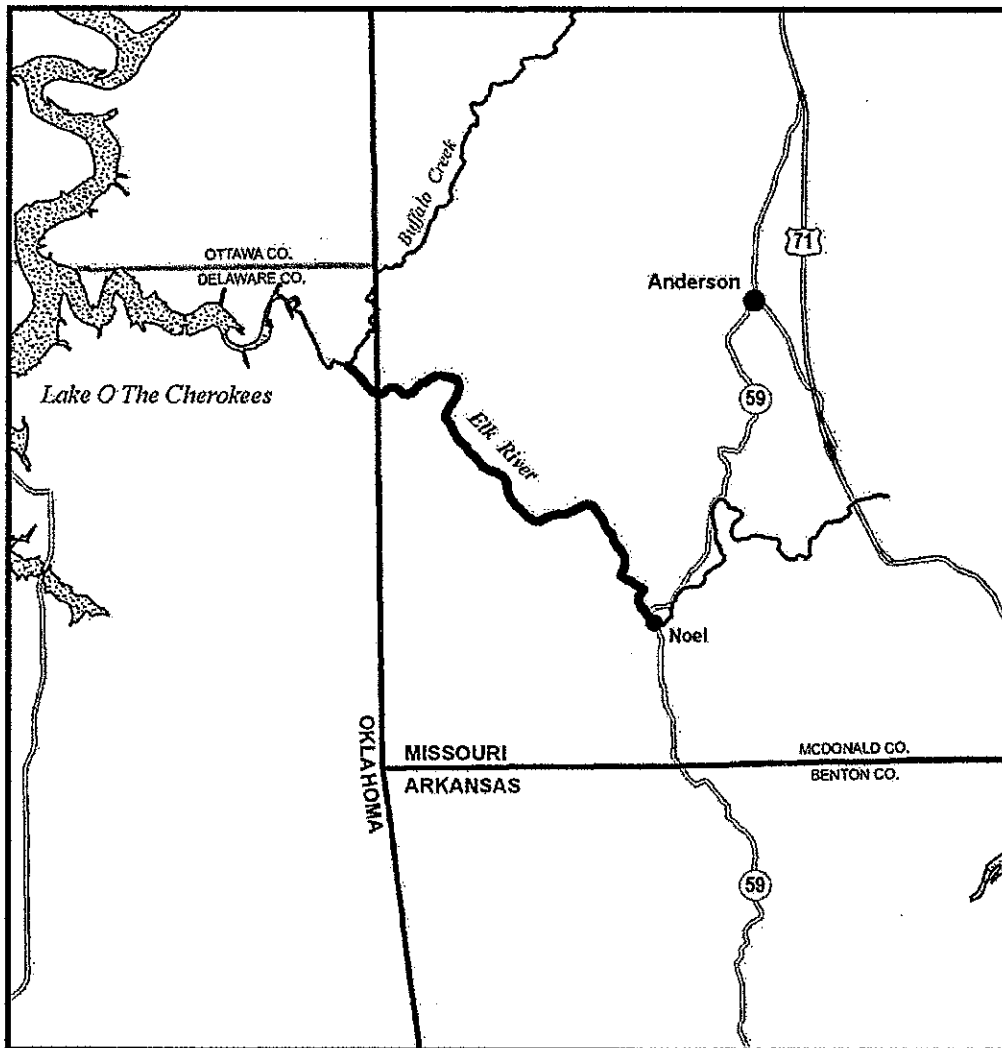 Buffalo Creek
OTTAWA CO.
DELAWARE CO.
71
Anderson
Lake O The Cherokees
59
Elk River
Noel
OKLAHOMA
MISSOURI
MCDONALD CO.
ARKANSAS
BENTON CO.
59